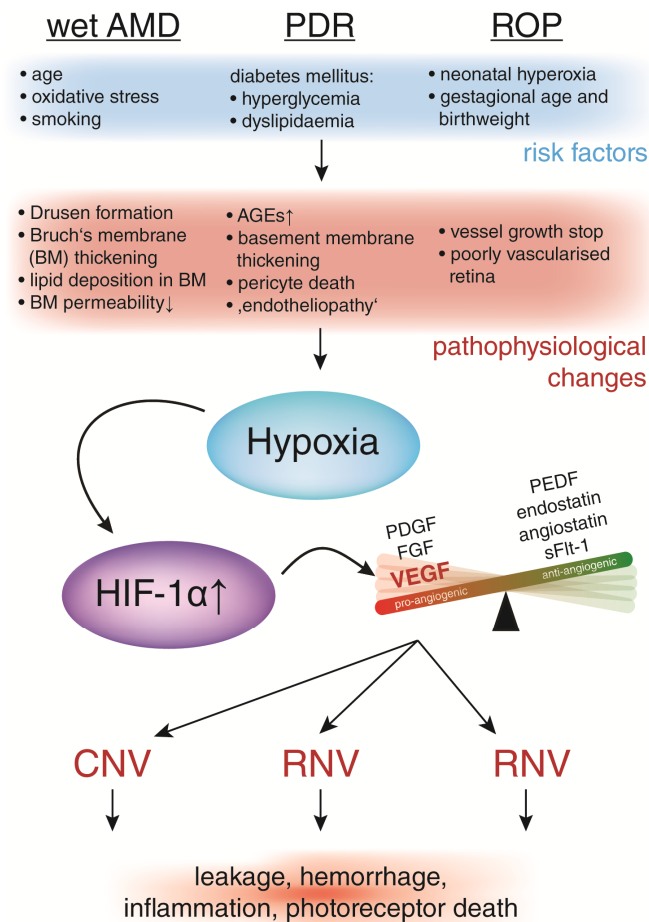 wet AMD
PDR
ROP
• age
• oxidative stress
• smoking
diabetes mellitus:
• hyperglycemia
• dyslipidaemia
• neonatal hyperoxia
• gestagional age and
birthweight
risk factors
• Drusen formation
• Bruch‘s membrane
(BM) thickening
• lipid deposition in BM
• BM permeability↓
• AGEs↑
• basement membrane
thickening
• pericyte death
• ‚endotheliopathy‘
• vessel growth stop
• poorly vascularised
retina
pathophysiological
changes
Hypoxia
HIF-1α↑
PDGF
FGF
VEGF
pro-angiogenic
PEDF
endostatin
angiostatin
sFlt-1
anti-angiogenic
CNV
RNV
RNV
leakage, hemorrhage,
inflammation, photoreceptor death